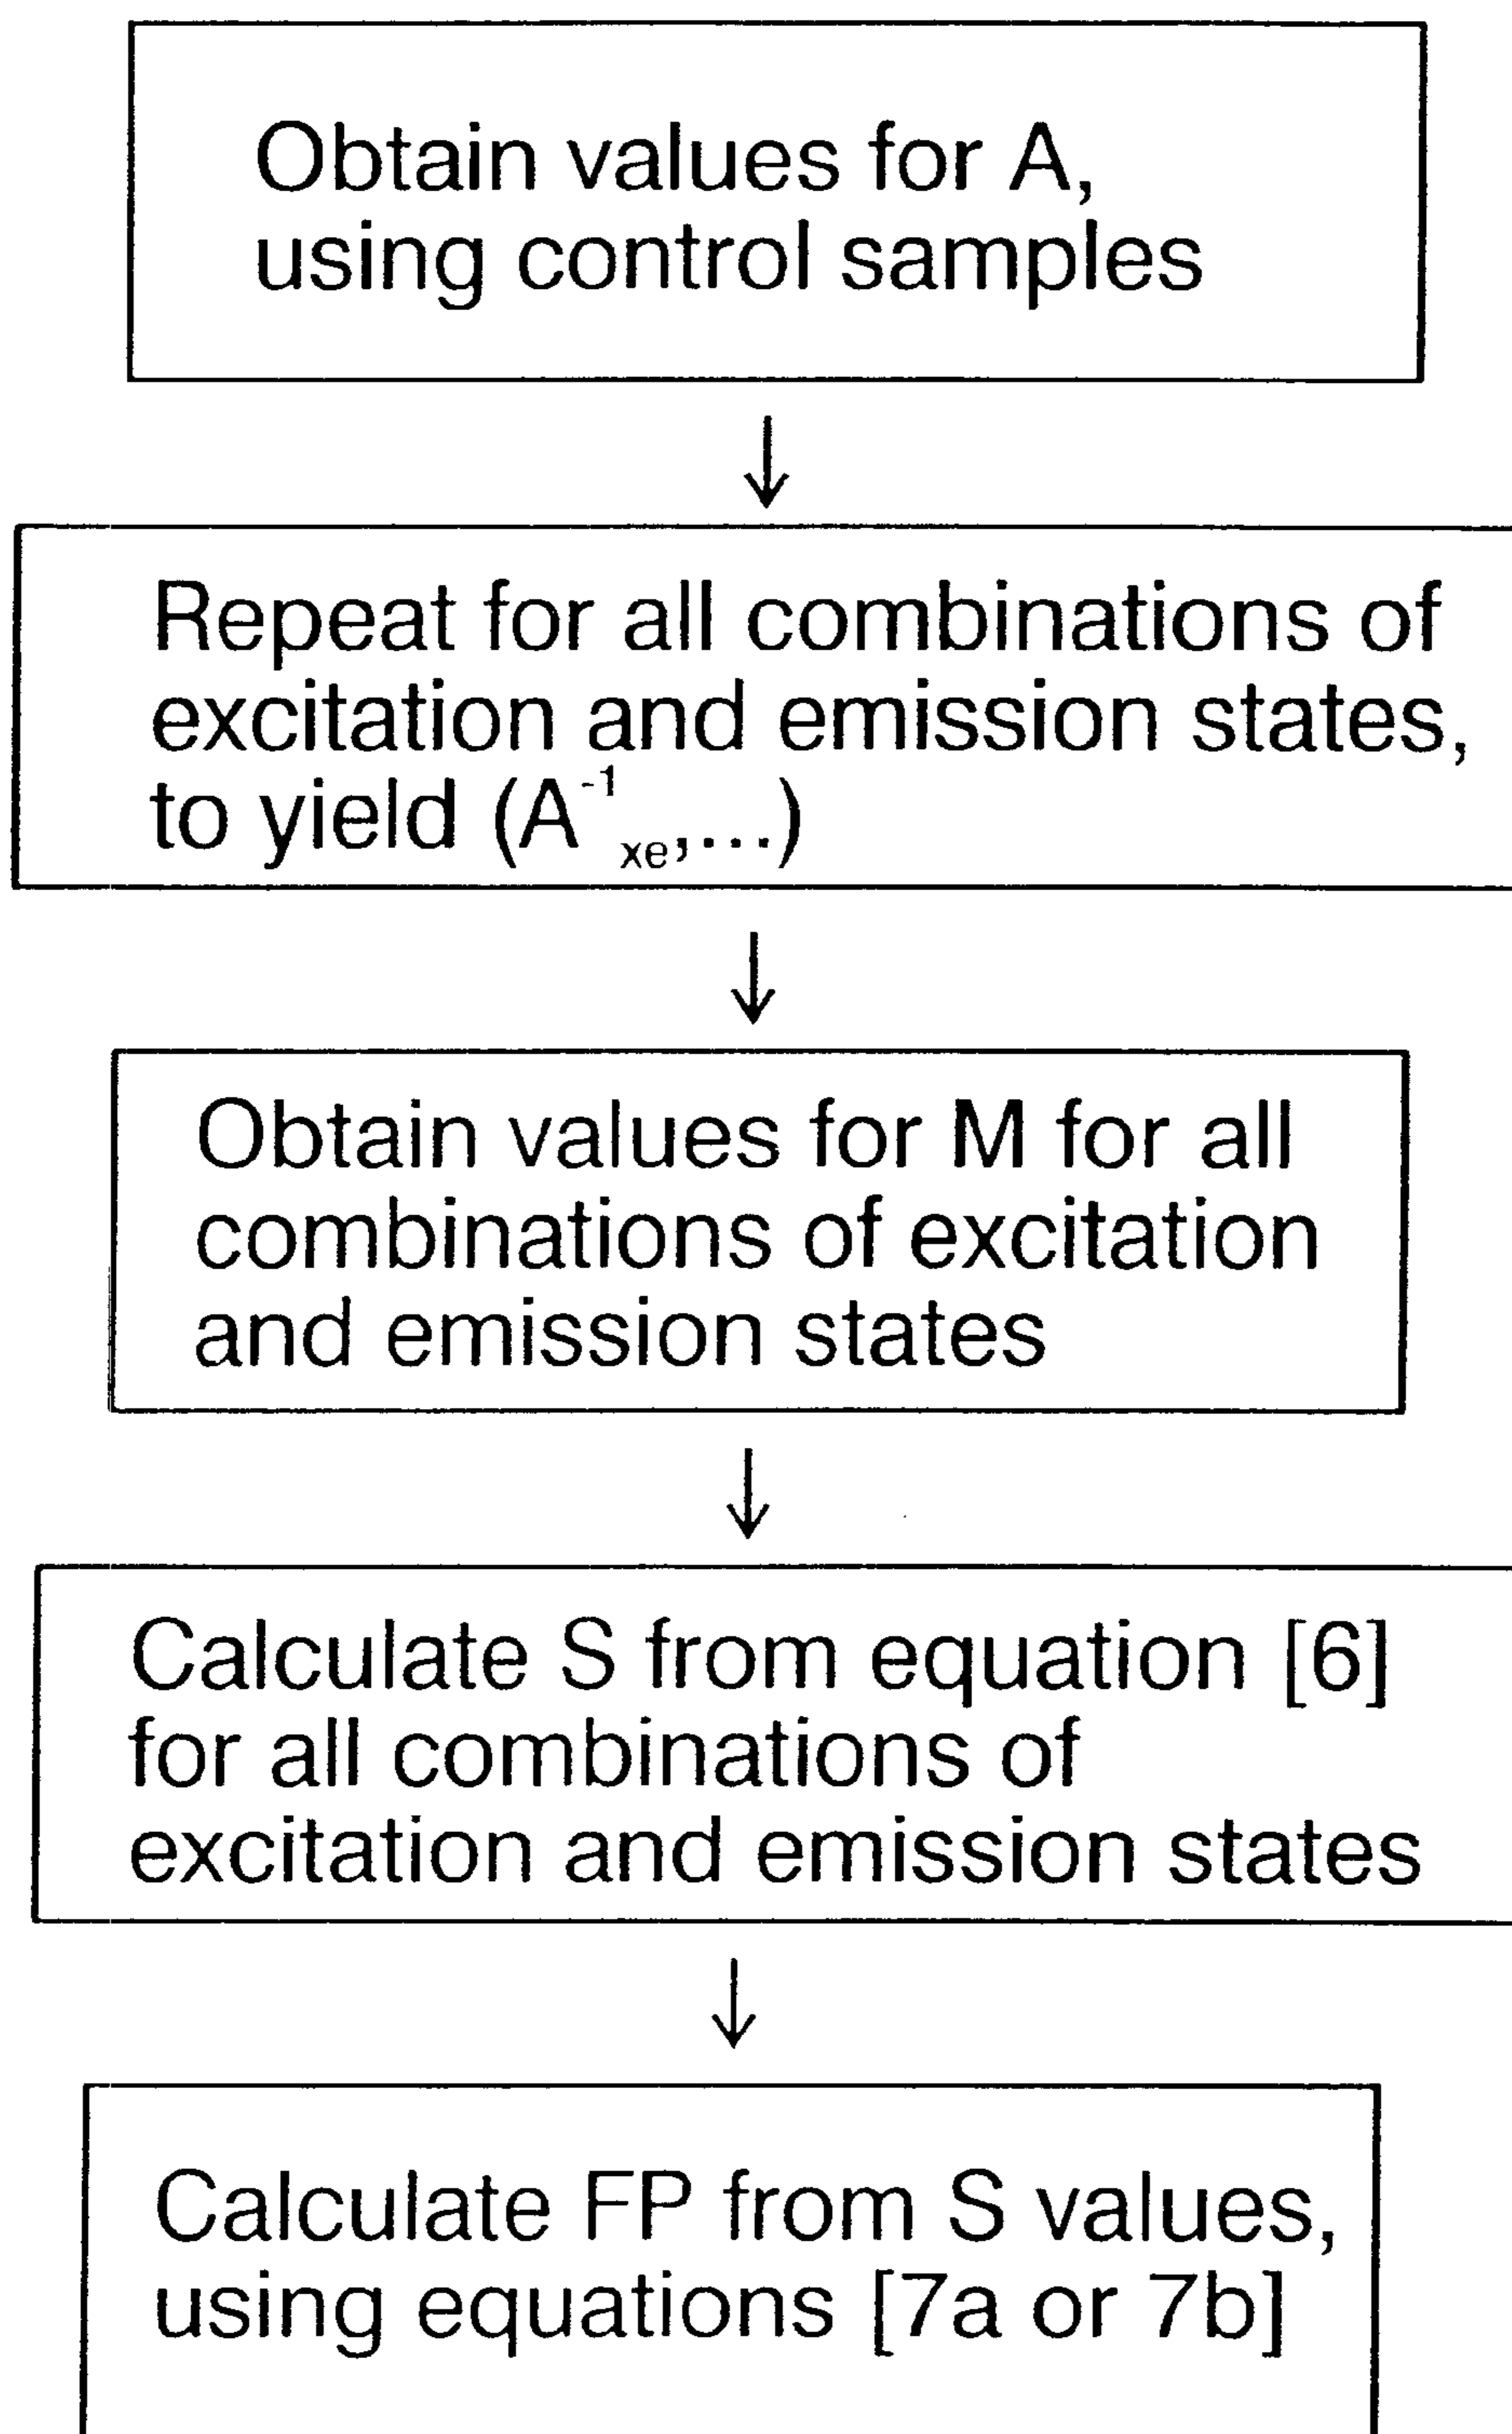 Obtain values for A,
using control samples
Repeat for all combinations of
excitation and emission states,
to yield (A⁻¹ₓₑ,...)
Obtain values for M for all
combinations of excitation
and emission states
Calculate S from equation [6]
for all combinations of
excitation and emission states
Calculate FP from S values,
using equations [7a or 7b]